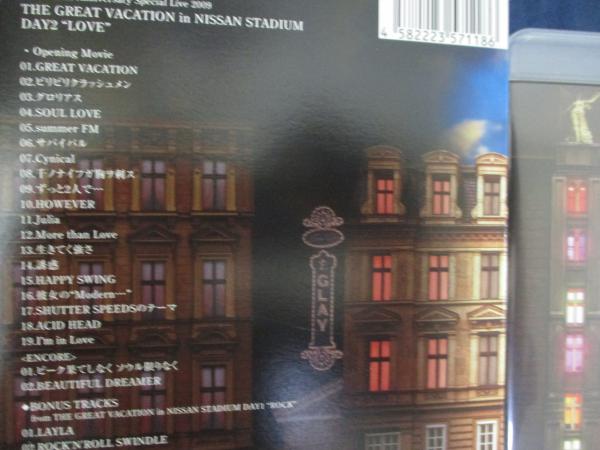 Anniversary Special Live 2009
THE GREAT VACATION in NISSAN STADIUM
DAY2 “LOVE”
4 582223 571186
・Opening Movie
01.GREAT VACATION
02.ビリビリクラッシュメン
03.グロリアス
04.SOUL LOVE
05.summer FM
06.サバイバル
07.Cynical
08.千ノナイフガ胸ヲ刺ス
09.ずっと2人で…
10.HOWEVER
11.Julia
12.More than Love
13.生きてく強さ
14.誘惑
15.HAPPY SWING
16.彼女の“Modern…”
17.SHUTTER SPEEDSのテーマ
18.ACID HEAD
19.I'm in Love
<ENCORE>
01.ピーク果てしなく ソウル限りなく
02.BEAUTIFUL DREAMER
◆BONUS TRACKS
from THE GREAT VACATION in NISSAN STADIUM DAY1 “ROCK”
01.LAYLA
02.ROCK'N'ROLL SWINDLE
GLAY